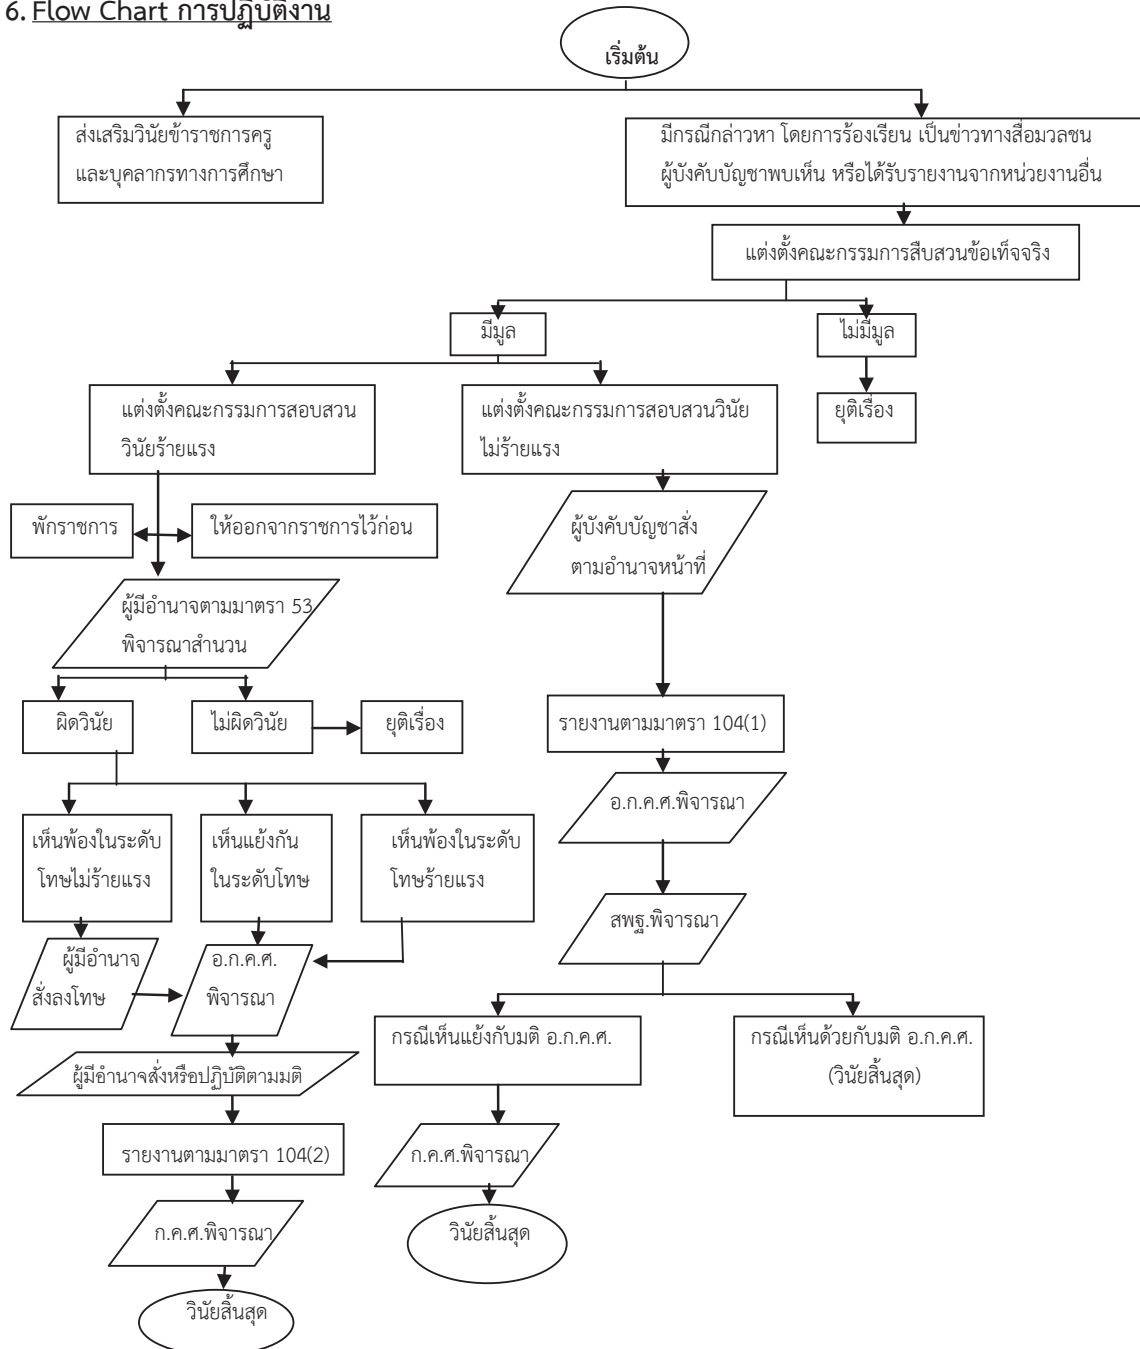 6. Flow Chart การปฏิบัติงาน
เริ่มต้น
ส่งเสริมวินัยข้าราชการครู
และบุคลากรทางการศึกษา
มีกรณีกล่าวหา โดยการร้องเรียน เป็นข่าวทางสื่อมวลชน
ผู้บังคับบัญชาพบเห็น หรือได้รับรายงานจากหน่วยงานอื่น
แต่งตั้งคณะกรรมการสืบสวนข้อเท็จจริง
มีมูล
ไม่มีมูล
ยุติเรื่อง
แต่งตั้งคณะกรรมการสอบสวน
วินัยร้ายแรง
แต่งตั้งคณะกรรมการสอบสวนวินัย
ไม่ร้ายแรง
พักราชการ
ให้ออกจากราชการไว้ก่อน
ผู้บังคับบัญชาสั่ง
ตามอำนาจหน้าที่
ผู้มีอำนาจตามมาตรา 53
พิจารณาสำนวน
ผิดวินัย
ไม่ผิดวินัย
ยุติเรื่อง
รายงานตามมาตรา 104(1)
อ.ก.ค.ศ.พิจารณา
เห็นพ้องในระดับ
โทษไม่ร้ายแรง
เห็นแย้งกัน
ในระดับโทษ
เห็นพ้องในระดับ
โทษร้ายแรง
สพฐ.พิจารณา
ผู้มีอำนาจ
สั่งลงโทษ
อ.ก.ค.ศ.
พิจารณา
กรณีเห็นแย้งกับมติ อ.ก.ค.ศ.
กรณีเห็นด้วยกับมติ อ.ก.ค.ศ.
(วินัยสิ้นสุด)
ผู้มีอำนาจสั่งหรือปฏิบัติตามมติ
รายงานตามมาตรา 104(2)
ก.ค.ศ.พิจารณา
ก.ค.ศ.พิจารณา
วินัยสิ้นสุด
วินัยสิ้นสุด